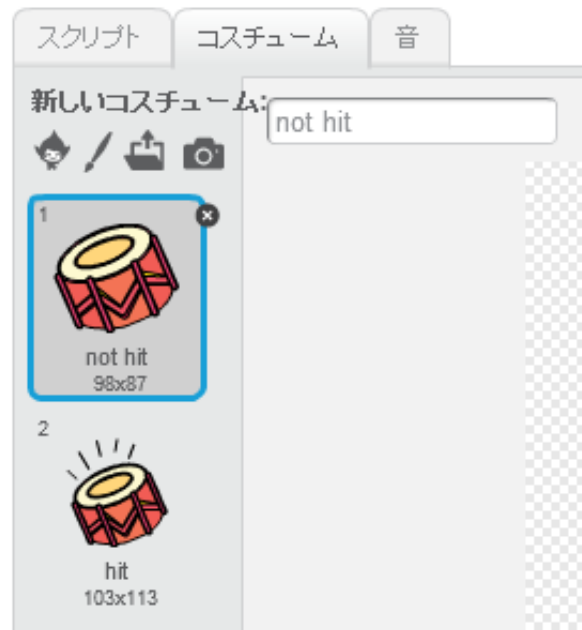 スクリプト コスチューム 音
新しいコスチューム:
not hit
1
not hit
98x87
2
hit
103x113